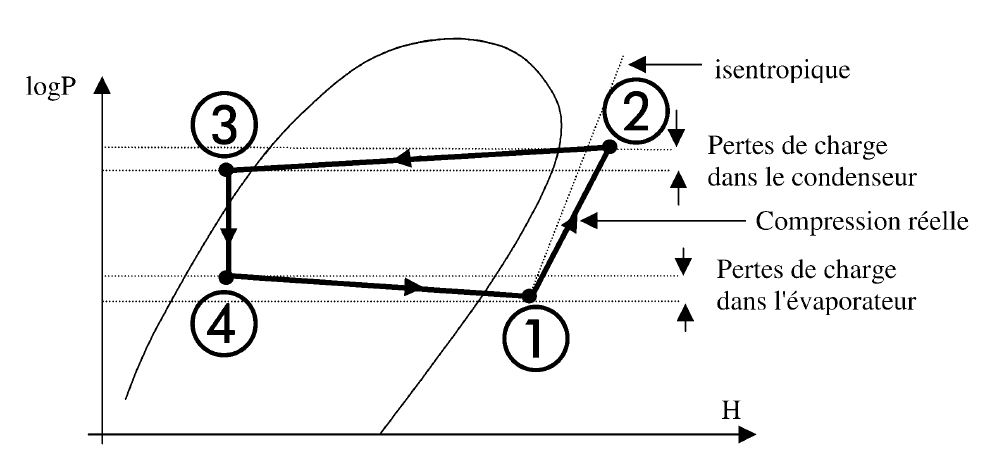 logP
isentropique
3
2
Pertes de charge
dans le condenseur
Compression réelle
Pertes de charge
dans l'évaporateur
4
1
H